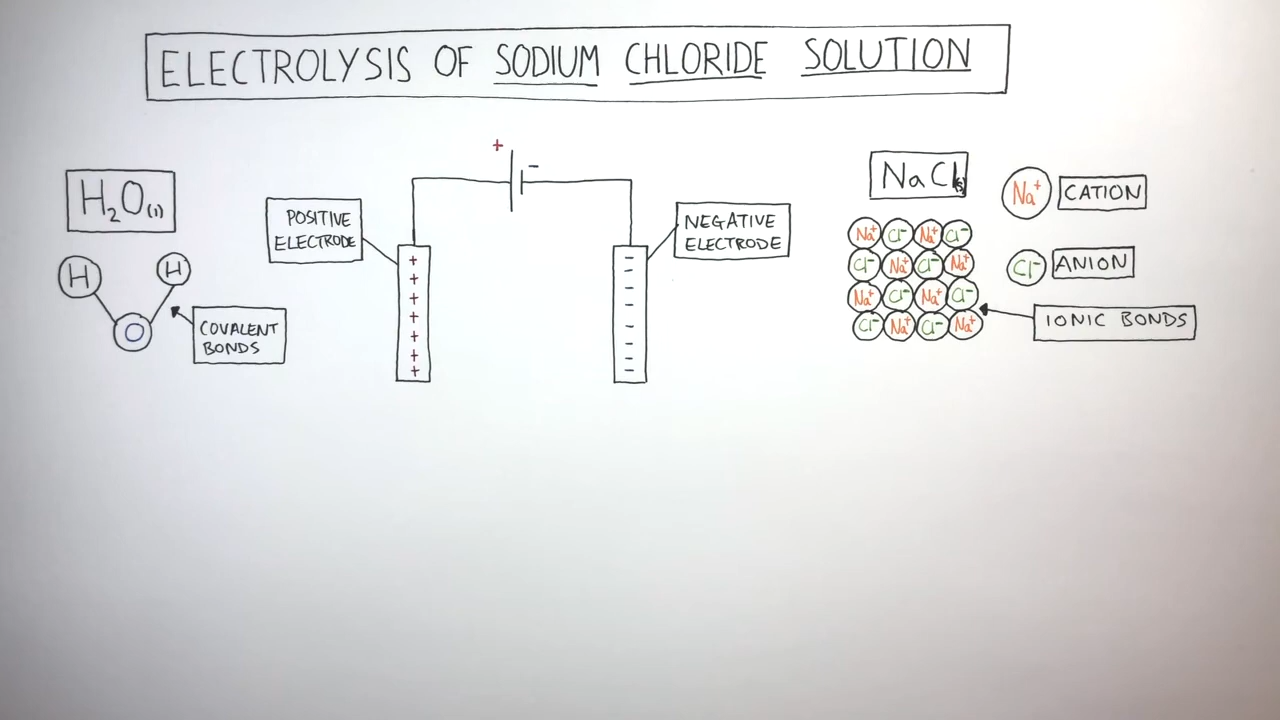 ELECTROLYSIS OF SODIUM CHLORIDE SOLUTION
+ −
H₂O(l)
POSITIVE
ELECTRODE
NEGATIVE
ELECTRODE
NaCl(s)
Na⁺ CATION
Cl⁻ ANION
H H
O
COVALENT
BONDS
+
+
+
+
+
+
+
−
−
−
−
−
−
−
Na⁺ Cl⁻ Na⁺ Cl⁻
Cl⁻ Na⁺ Cl⁻ Na⁺
Na⁺ Cl⁻ Na⁺ Cl⁻
Cl⁻ Na⁺ Cl⁻ Na⁺
IONIC BONDS